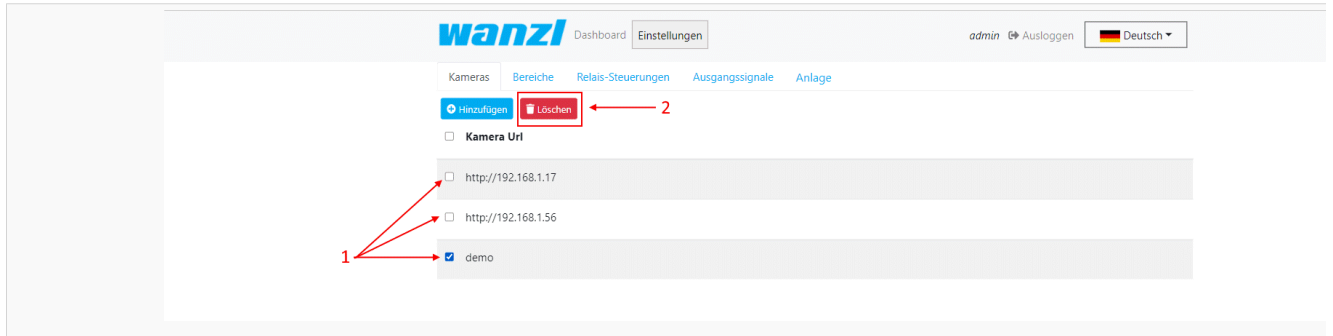 wanzl Dashboard Einstellungen admin Ausloggen Deutsch
Kameras Bereiche Relais-Steuerungen Ausgangssignale Anlage
Hinzufügen Löschen 2
Kamera Url
http://192.168.1.17
http://192.168.1.56
1 demo